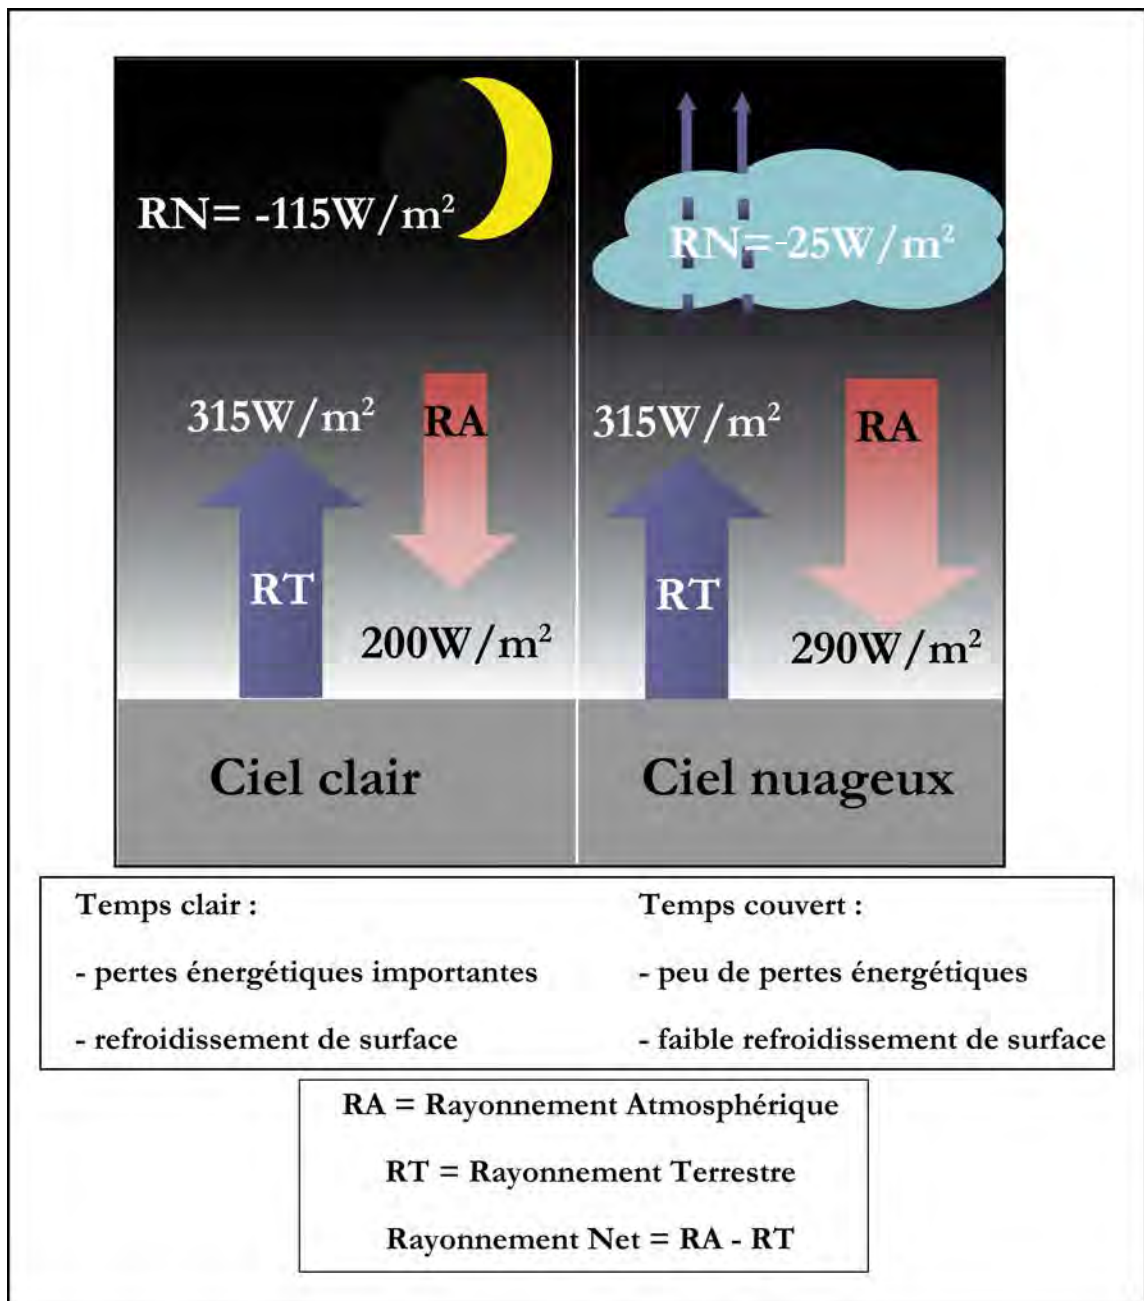 RN= -115W/m²
RN=-25W/m²
315W/m²
RA
315W/m²
RA
RT
RT
200W/m²
290W/m²
Ciel clair
Ciel nuageux
Temps clair :
- pertes énergétiques importantes
- refroidissement de surface
Temps couvert :
- peu de pertes énergétiques
- faible refroidissement de surface
RA = Rayonnement Atmosphérique
RT = Rayonnement Terrestre
Rayonnement Net = RA - RT